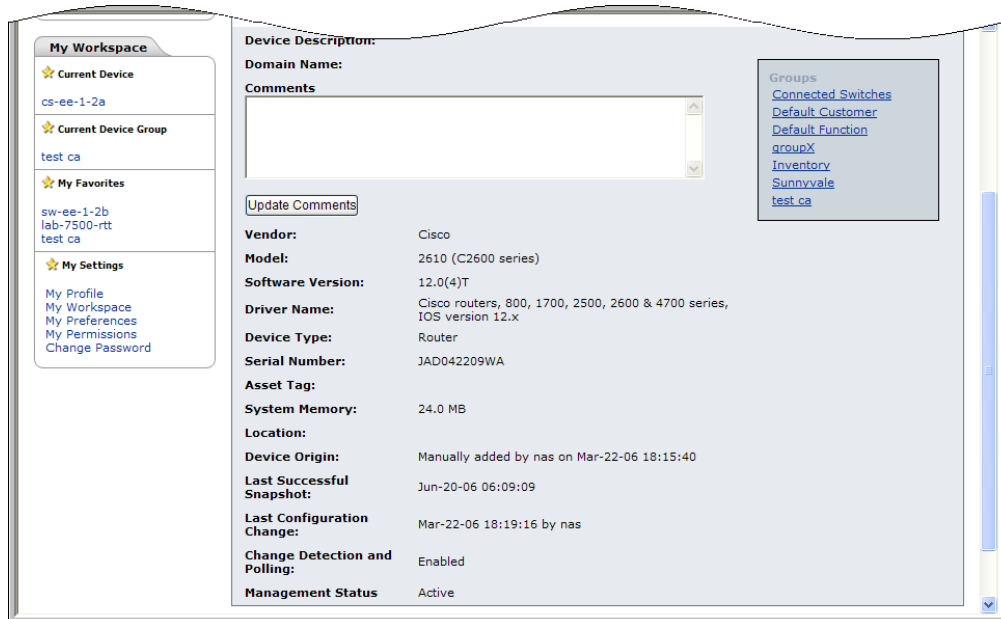 My Workspace
Current Device
cs-ee-1-2a
Current Device Group
test ca
My Favorites
sw-ee-1-2b
lab-7500-rtt
test ca
My Settings
My Profile
My Workspace
My Preferences
My Permissions
Change Password
Device Description:
Domain Name:
Comments
Update Comments
Groups
Connected Switches
Default Customer
Default Function
groupX
Inventory
Sunnyvale
test ca
Vendor: Cisco
Model: 2610 (C2600 series)
Software Version: 12.0(4)T
Driver Name: Cisco routers, 800, 1700, 2500, 2600 & 4700 series,
IOS version 12.x
Device Type: Router
Serial Number: JAD042209WA
Asset Tag:
System Memory: 24.0 MB
Location:
Device Origin: Manually added by nas on Mar-22-06 18:15:40
Last Successful
Snapshot: Jun-20-06 06:09:09
Last Configuration
Change: Mar-22-06 18:19:16 by nas
Change Detection and
Polling: Enabled
Management Status Active